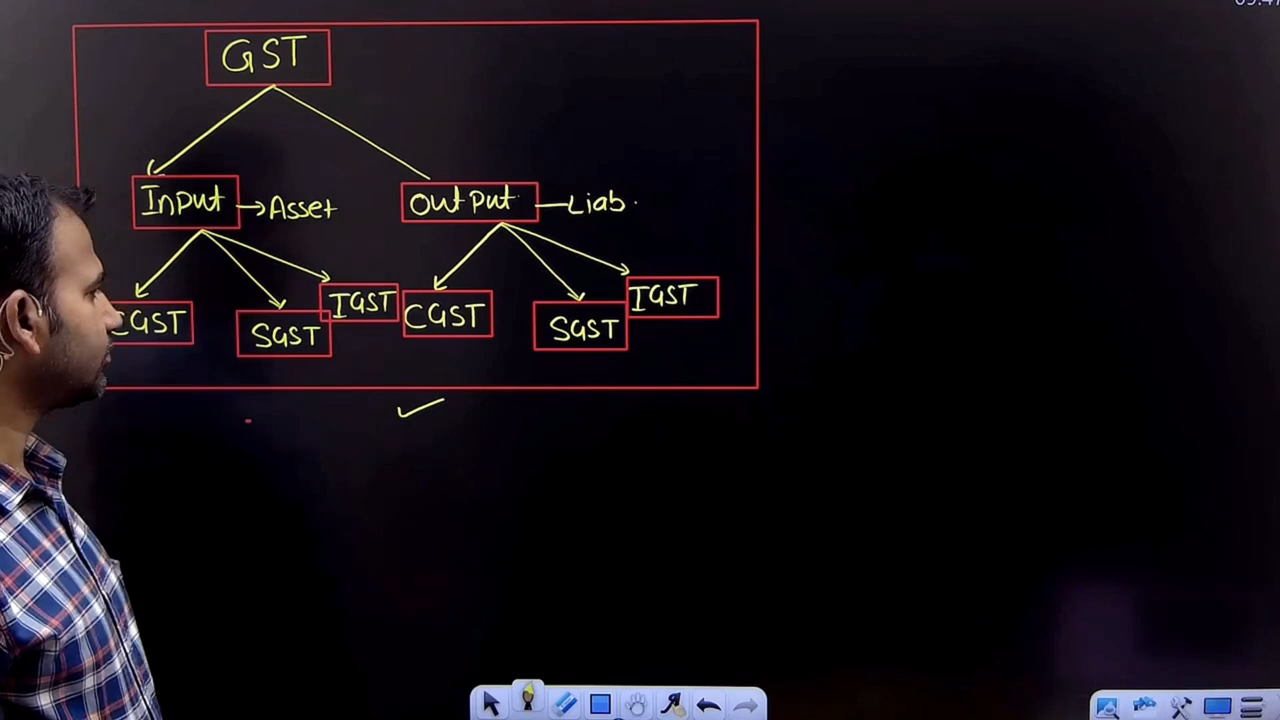 GST
Input → Asset
Output — Liab.
CGST
SGST
IGST
CGST
SGST
IGST